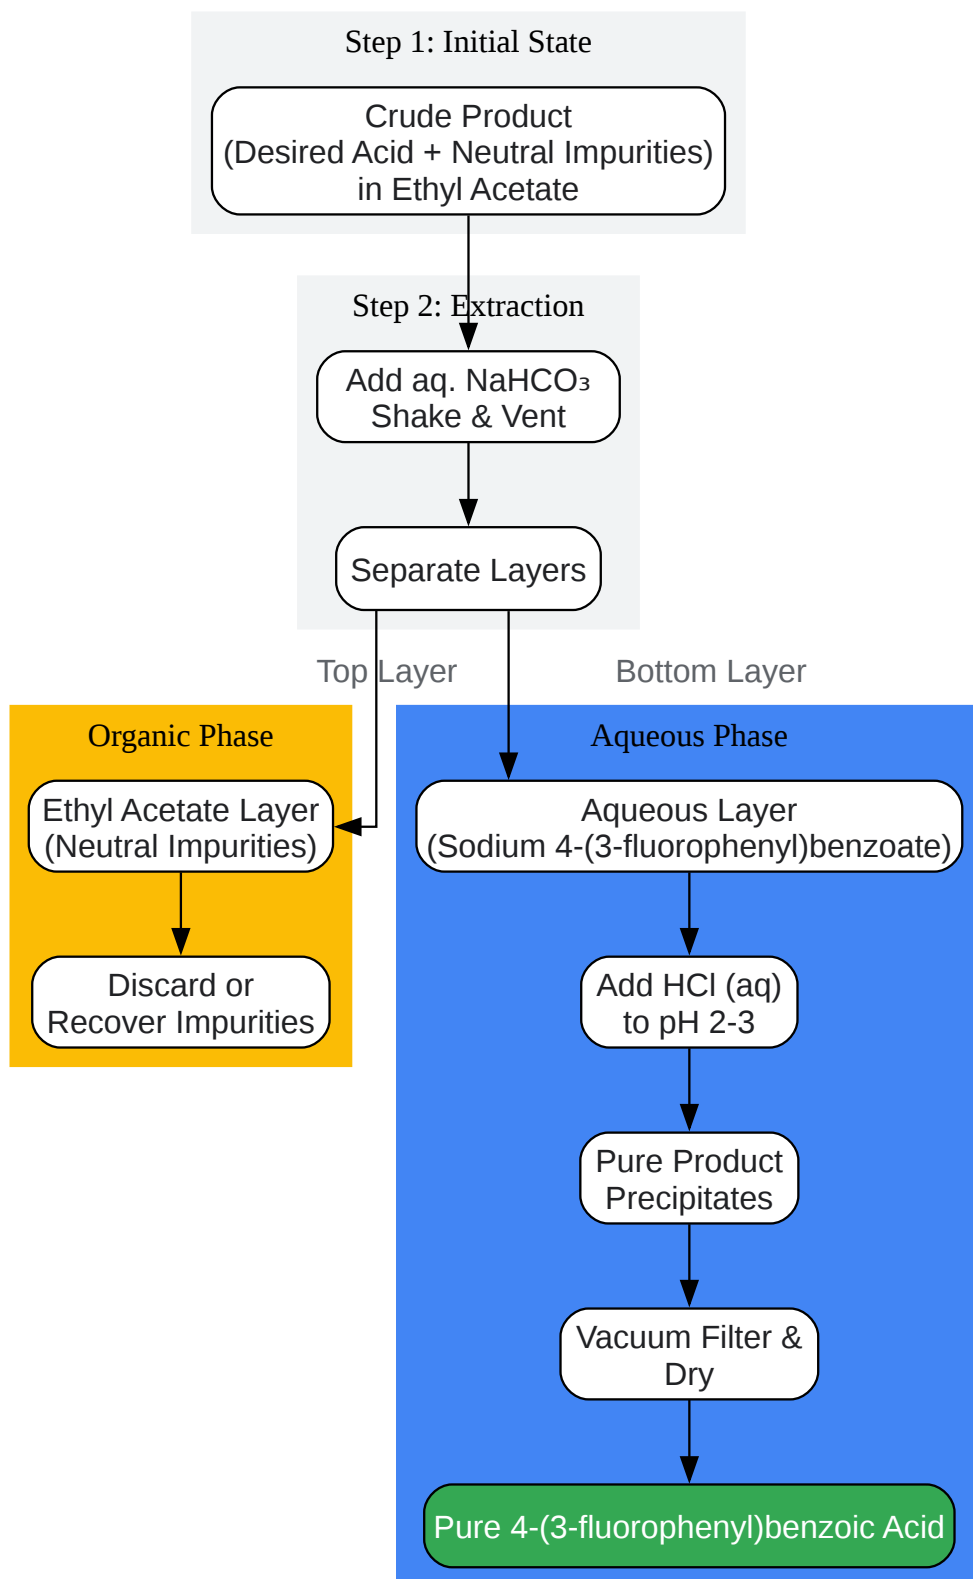 Step 1: Initial State
Crude Product
(Desired Acid + Neutral Impurities)
in Ethyl Acetate
Step 2: Extraction
Add aq. NaHCO₃
Shake & Vent
Separate Layers
Top Layer
Bottom Layer
Organic Phase
Ethyl Acetate Layer
(Neutral Impurities)
Discard or
Recover Impurities
Aqueous Phase
Aqueous Layer
(Sodium 4-(3-fluorophenyl)benzoate)
Add HCl (aq)
to pH 2-3
Pure Product
Precipitates
Vacuum Filter &
Dry
Pure 4-(3-fluorophenyl)benzoic Acid